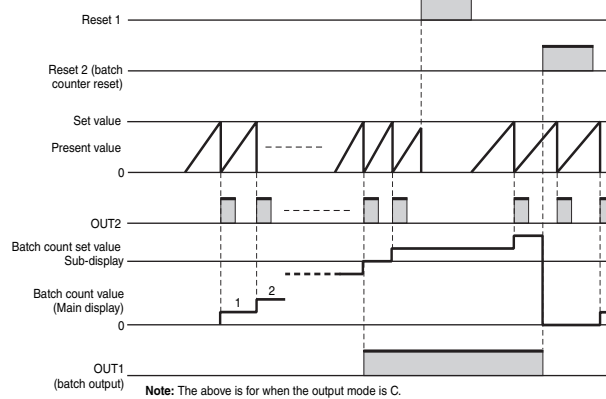 Reset 1
Reset 2 (batch
counter reset)
Set value
Present value
0
OUT2
Batch count set value
Sub-display
Batch count value
(Main display)
1
2
0
OUT1
(batch output)
Note: The above is for when the output mode is C.